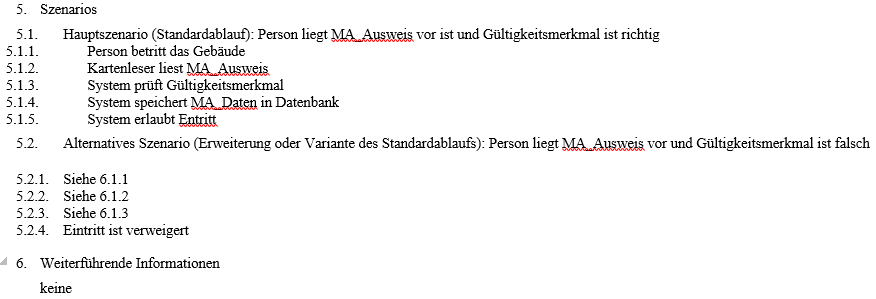 5. Szenarios
5.1. Hauptszenario (Standardablauf): Person liegt MA_Ausweis vor ist und Gültigkeitsmerkmal ist richtig
5.1.1. Person betritt das Gebäude
5.1.2. Kartenleser liest MA_Ausweis
5.1.3. System prüft Gültigkeitsmerkmal
5.1.4. System speichert MA_Daten in Datenbank
5.1.5. System erlaubt Entritt
5.2. Alternatives Szenario (Erweiterung oder Variante des Standardablaufs): Person liegt MA_Ausweis vor und Gültigkeitsmerkmal ist falsch
5.2.1. Siehe 6.1.1
5.2.2. Siehe 6.1.2
5.2.3. Siehe 6.1.3
5.2.4. Eintritt ist verweigert
6. Weiterführende Informationen
keine